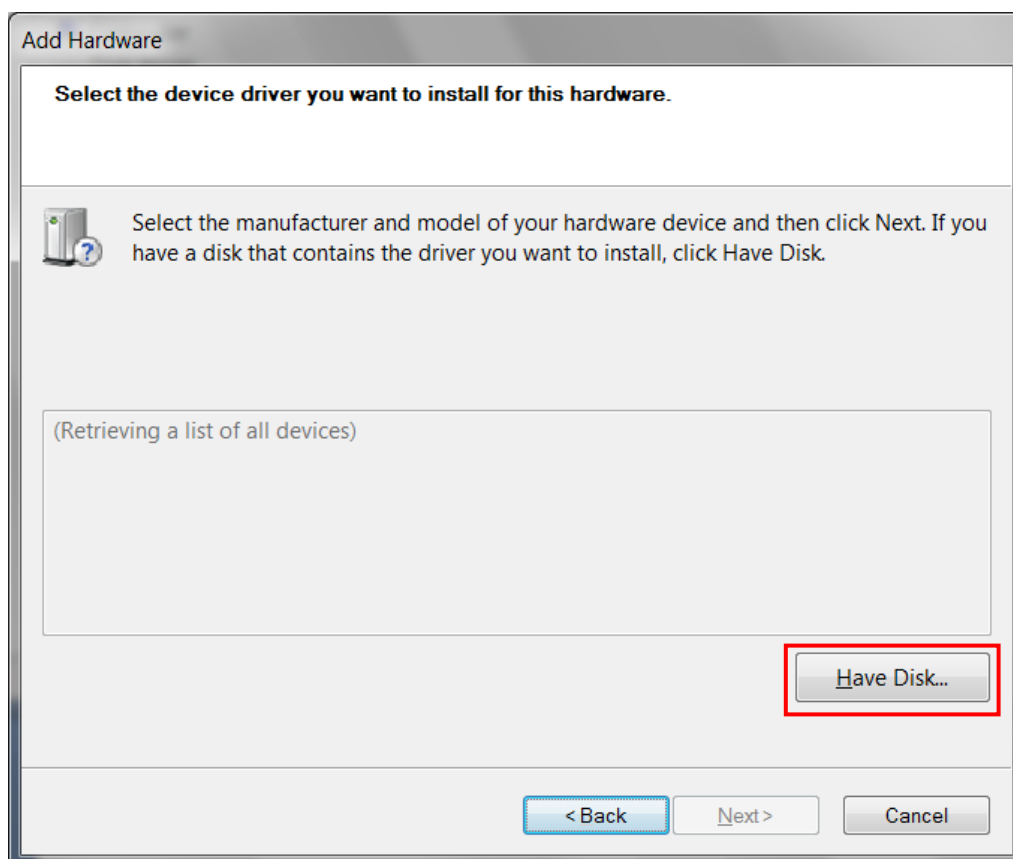 Add Hardware
Select the device driver you want to install for this hardware.
Select the manufacturer and model of your hardware device and then click Next. If you
have a disk that contains the driver you want to install, click Have Disk.
(Retrieving a list of all devices)
Have Disk...
< Back
Next >
Cancel